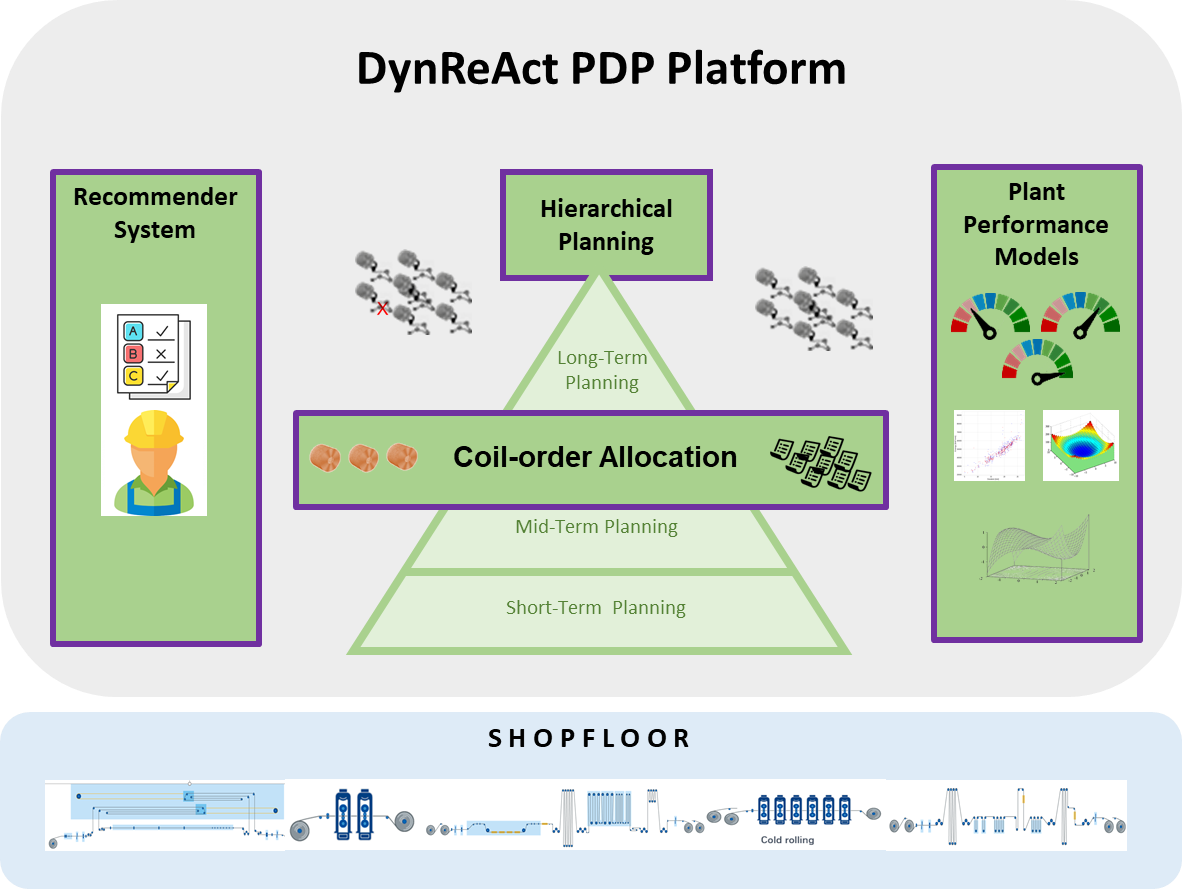 DynReAct PDP Platform
Recommender
System
A
B
C
Hierarchical
Planning
X
Long-Term
Planning
Coil-order Allocation
Mid-Term Planning
Short-Term Planning
Plant
Performance
Models
SHOPFLOOR
Cold rolling